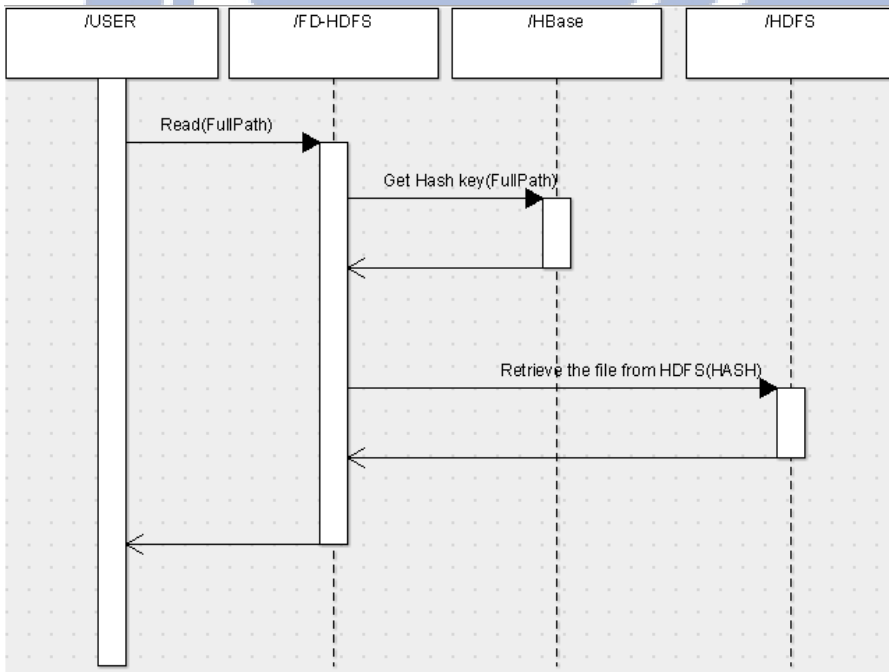 /USER
/FD-HDFS
/HBase
/HDFS
Read(FullPath)
Get Hash key(FullPath)
Retrieve the file from HDFS(HASH)